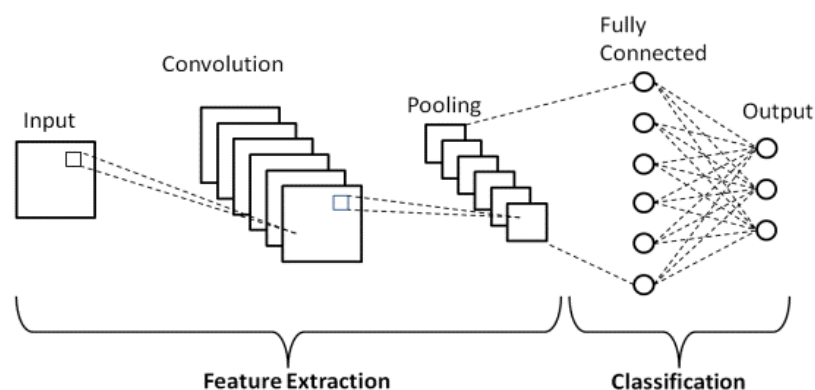 Input
Convolution
Pooling
Fully
Connected
Output
Feature Extraction
Classification